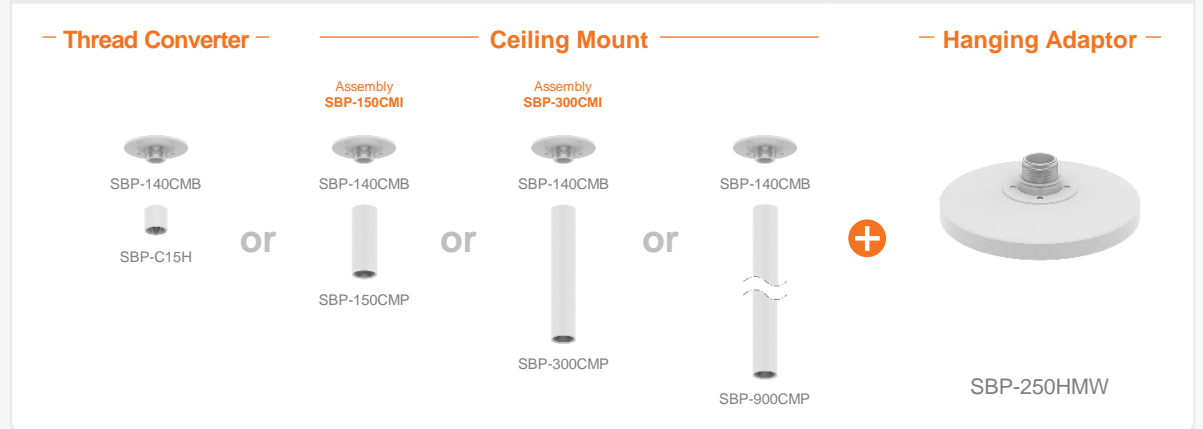 Thread Converter
Ceiling Mount
Hanging Adaptor
Assembly
SBP-150CMI
Assembly
SBP-300CMI
SBP-140CMB
SBP-140CMB
SBP-140CMB
SBP-140CMB
SBP-C15H
or
SBP-150CMP
or
SBP-300CMP
or
SBP-900CMP
+
SBP-250HMW